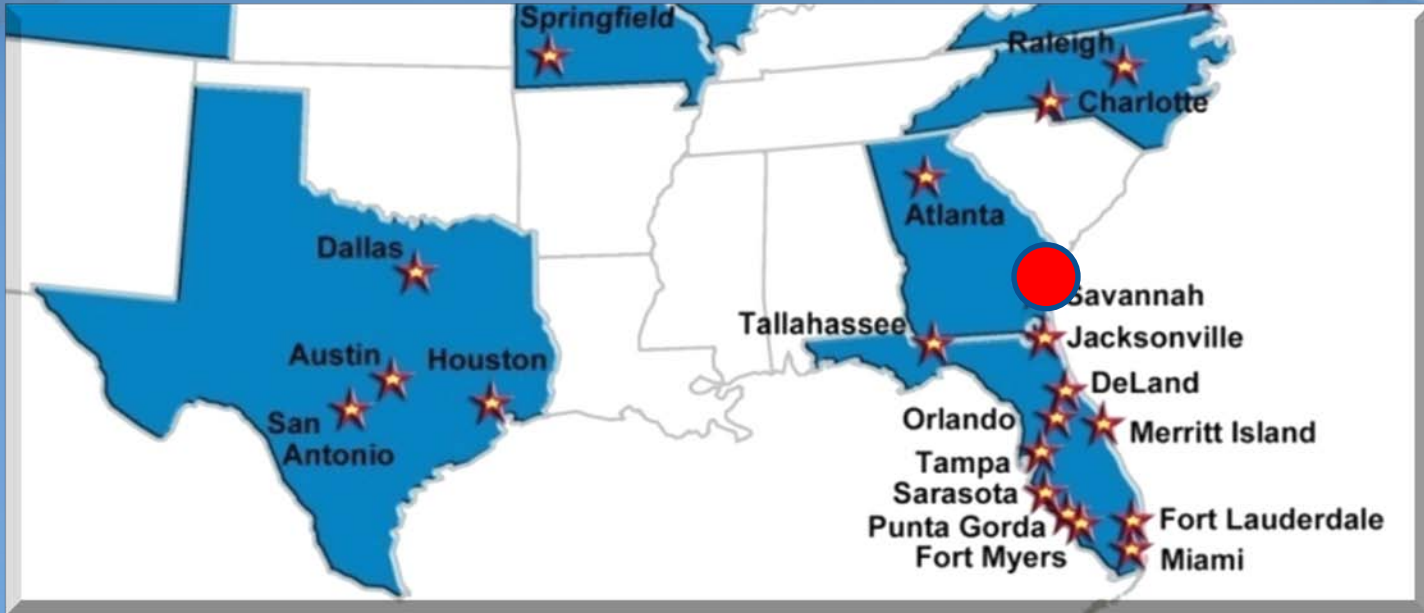 Springfield
Raleigh
Charlotte
Atlanta
Dallas
Savannah
Tallahassee
Jacksonville
Austin
Houston
DeLand
San
Antonio
Orlando
Merritt Island
Tampa
Sarasota
Punta Gorda
Fort Lauderdale
Fort Myers
Miami